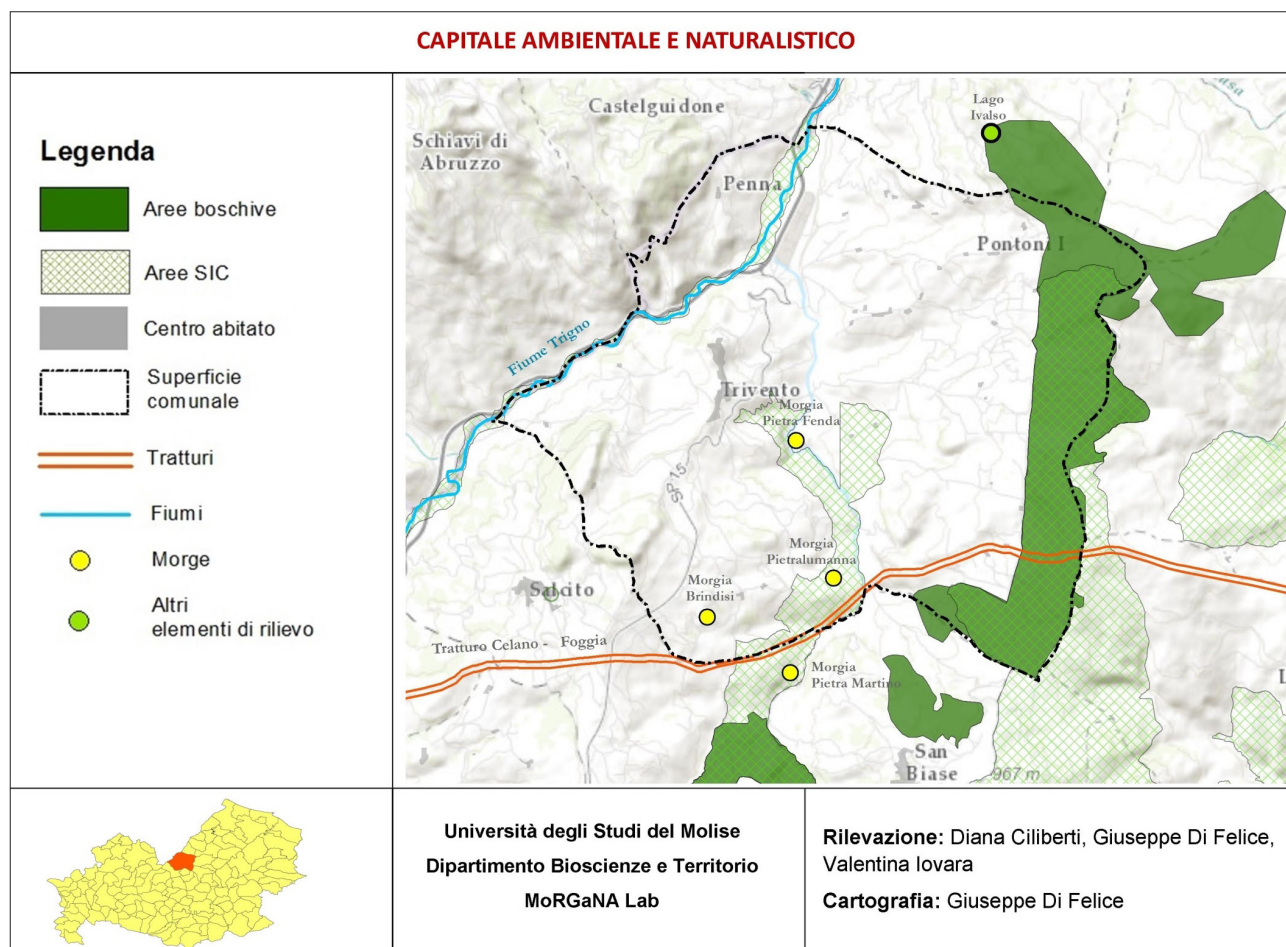 CAPITALE AMBIENTALE E NATURALISTICO
Legenda
Aree boschive
Aree SIC
Centro abitato
Superficie
comunale
Tratturi
Fiumi
Morge
Altri
elementi di rilievo
Castelguidone
Schiavi di
Abruzzo
Penna
Lago
Ivalso
Pontoni I
Fiume Trigno
Trivento
Morgia
Pietra Fenda
SP 15
Morgia
Pietralumanna
Morgia
Brindisi
Salcito
Tratturo Celano - Foggia
Morgia
Pietra Martino
San
Biase
967 m
L
Università degli Studi del Molise
Dipartimento Bioscienze e Territorio
MoRGaNA Lab
Rilevazione: Diana Ciliberti, Giuseppe Di Felice,
Valentina Iovara
Cartografia: Giuseppe Di Felice